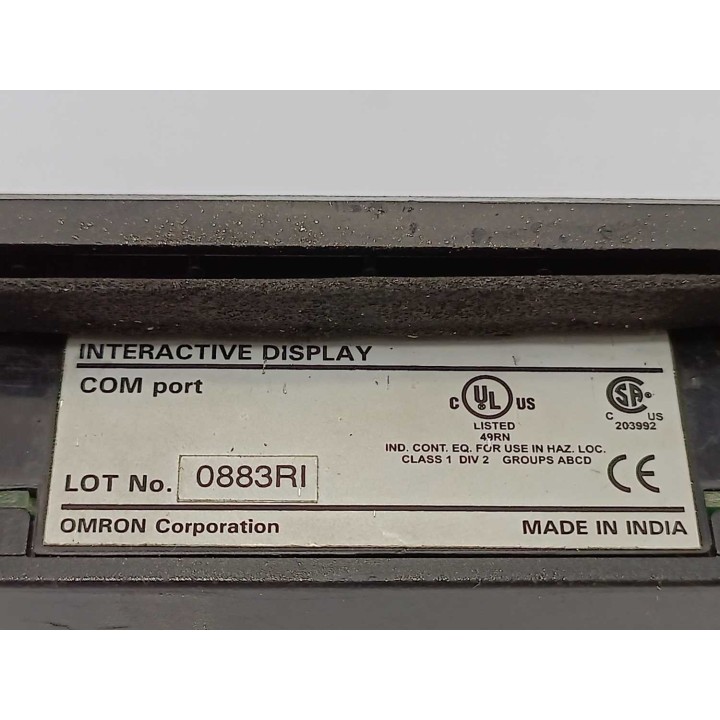 INTERACTIVE DISPLAY
COM port
C UL US
LISTED
49RN
IND. CONT. EQ. FOR USE IN HAZ. LOC.
CLASS 1 DIV 2 GROUPS ABCD
SA
C US
203992
CE
LOT No. 0883RI
OMRON Corporation
MADE IN INDIA